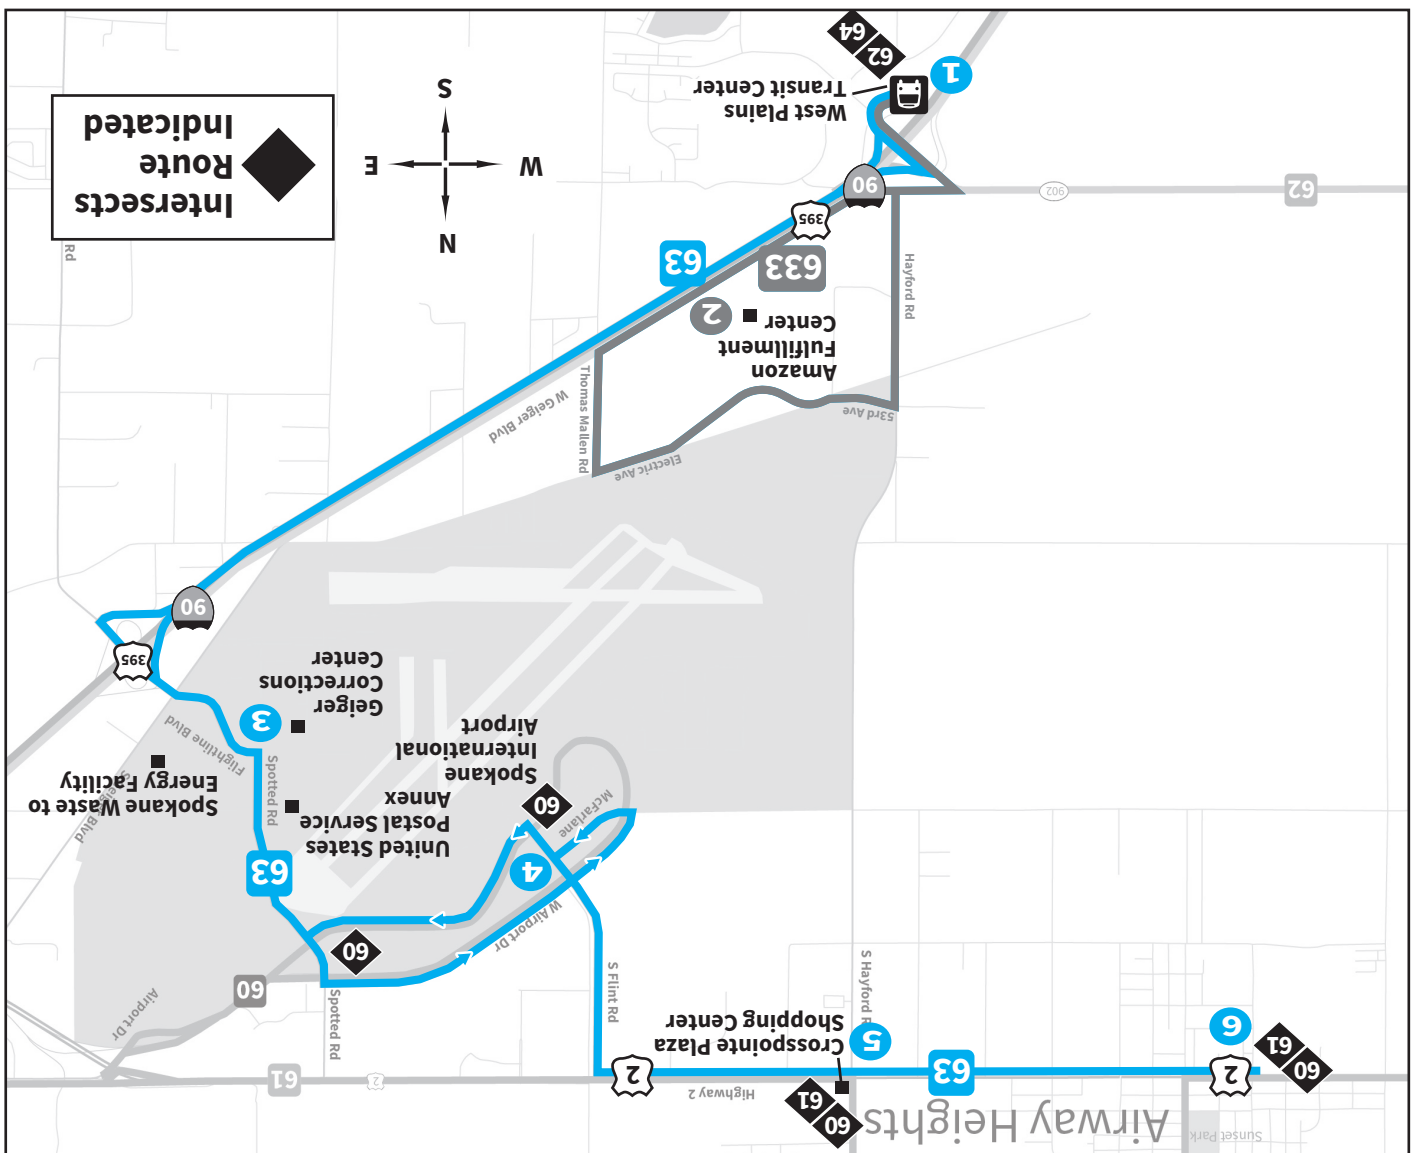 Sunset Park
Airway Heights
60
61
60
61
Highway 2
2
63
2
2
61
6
5
Crosspointe Plaza
Shopping Center
S Hayford R
S Flint Rd
Spotted Rd
Airport Dr
60
60
W Airport Dr
63
4
McFarlane
60
United States
Postal Service
Annex
Spokane
International
Airport
Spotted Rd
Spokane Waste to
Energy Facility
Flightline Blvd
3
Geiger
Corrections
Center
395
90
Electric Ave
53rd Ave
Thomas Mallen Rd
W Geiger Blvd
Amazon
Fulfillment
Center
2
Hayford Rd
633
63
395
90
902
62
West Plains
Transit Center
1
62
64
N
W
E
S
Rd
Intersects
Route
Indicated